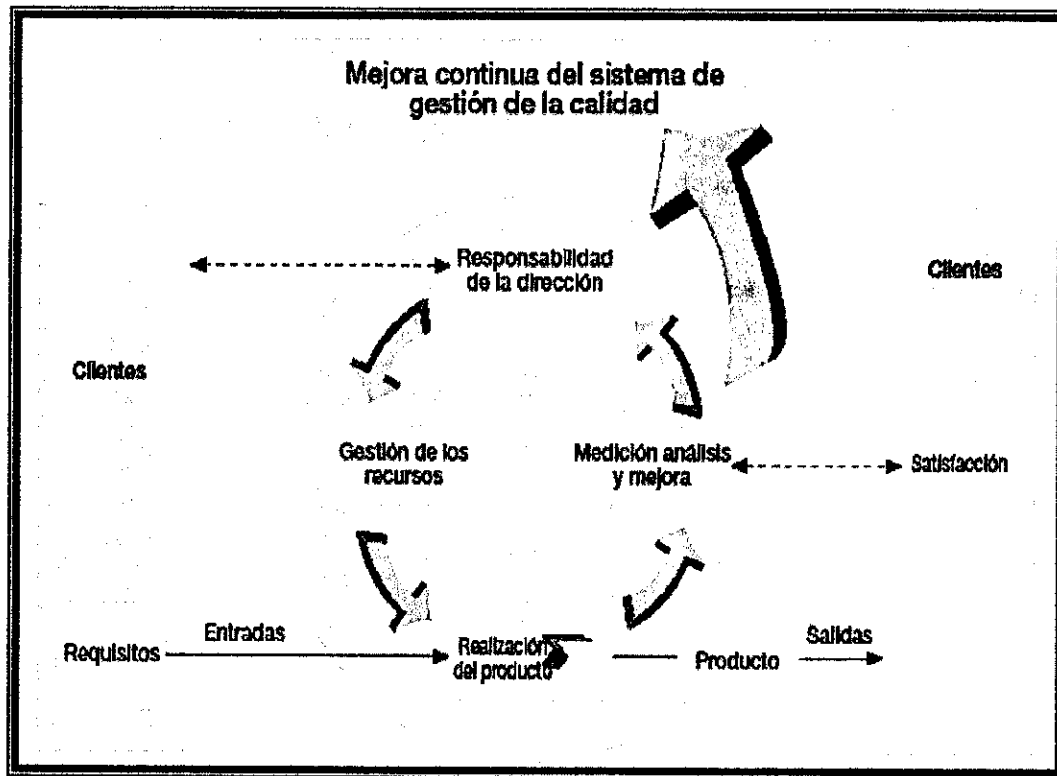 Mejora continua del sistema de
gestión de la calidad
Responsabilidad
de la dirección
Clientes
Clientes
Gestión de los
recursos
Medición análisis
y mejora
Satisfacción
Requisitos
Entradas
Realización
del producto
Producto
Salidas